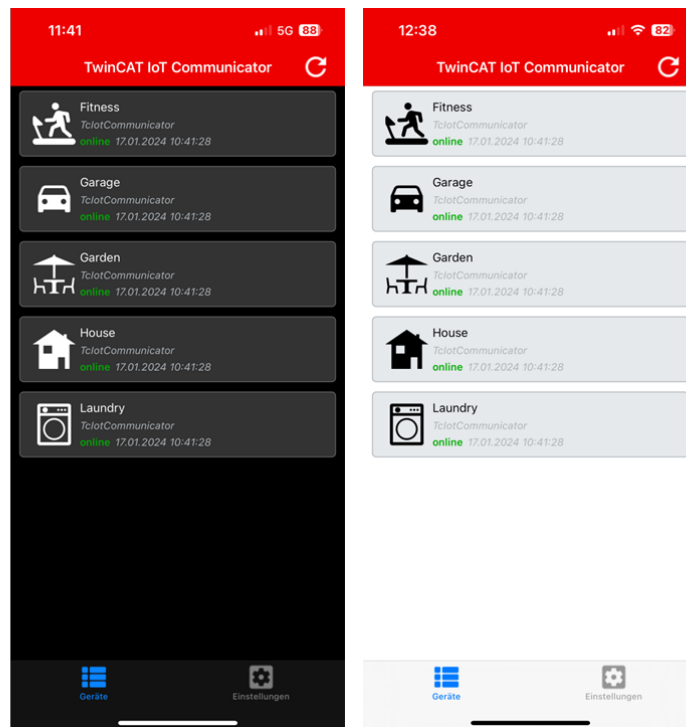 11:41
5G 88
TwinCAT IoT Communicator
Fitness
TcIotCommunicator
online 17.01.2024 10:41:28
Garage
TcIotCommunicator
online 17.01.2024 10:41:28
Garden
TcIotCommunicator
online 17.01.2024 10:41:28
House
TcIotCommunicator
online 17.01.2024 10:41:28
Laundry
TcIotCommunicator
online 17.01.2024 10:41:28
Geräte
Einstellungen
12:38
82
TwinCAT IoT Communicator
Fitness
TcIotCommunicator
online 17.01.2024 10:41:28
Garage
TcIotCommunicator
online 17.01.2024 10:41:28
Garden
TcIotCommunicator
online 17.01.2024 10:41:28
House
TcIotCommunicator
online 17.01.2024 10:41:28
Laundry
TcIotCommunicator
online 17.01.2024 10:41:28
Geräte
Einstellungen